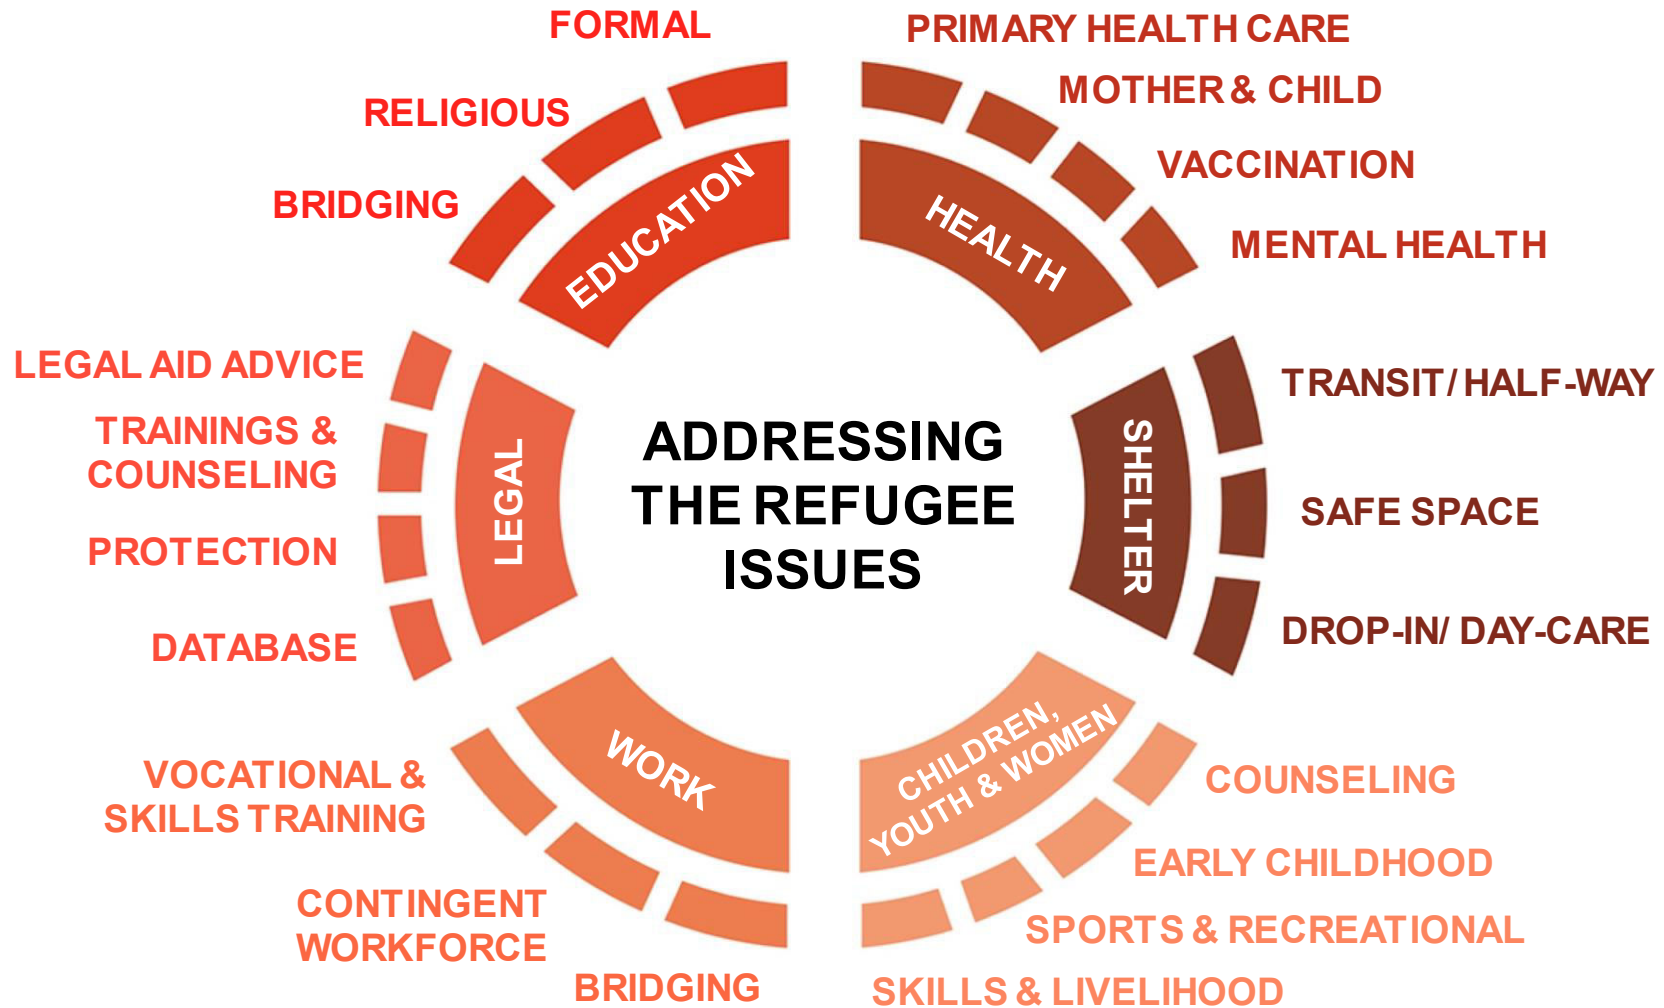 FORMAL
RELIGIOUS
BRIDGING
EDUCATION
PRIMARY HEALTH CARE
MOTHER & CHILD
VACCINATION
MENTAL HEALTH
HEALTH
TRANSIT/ HALF-WAY
SAFE SPACE
DROP-IN/ DAY-CARE
SHELTER
ADDRESSING
THE REFUGEE
ISSUES
LEGAL AID ADVICE
TRAININGS &
COUNSELING
PROTECTION
DATABASE
LEGAL
WORK
VOCATIONAL &
SKILLS TRAINING
CONTINGENT
WORKFORCE
BRIDGING
CHILDREN,
YOUTH & WOMEN
COUNSELING
EARLY CHILDHOOD
SPORTS & RECREATIONAL
SKILLS & LIVELIHOOD